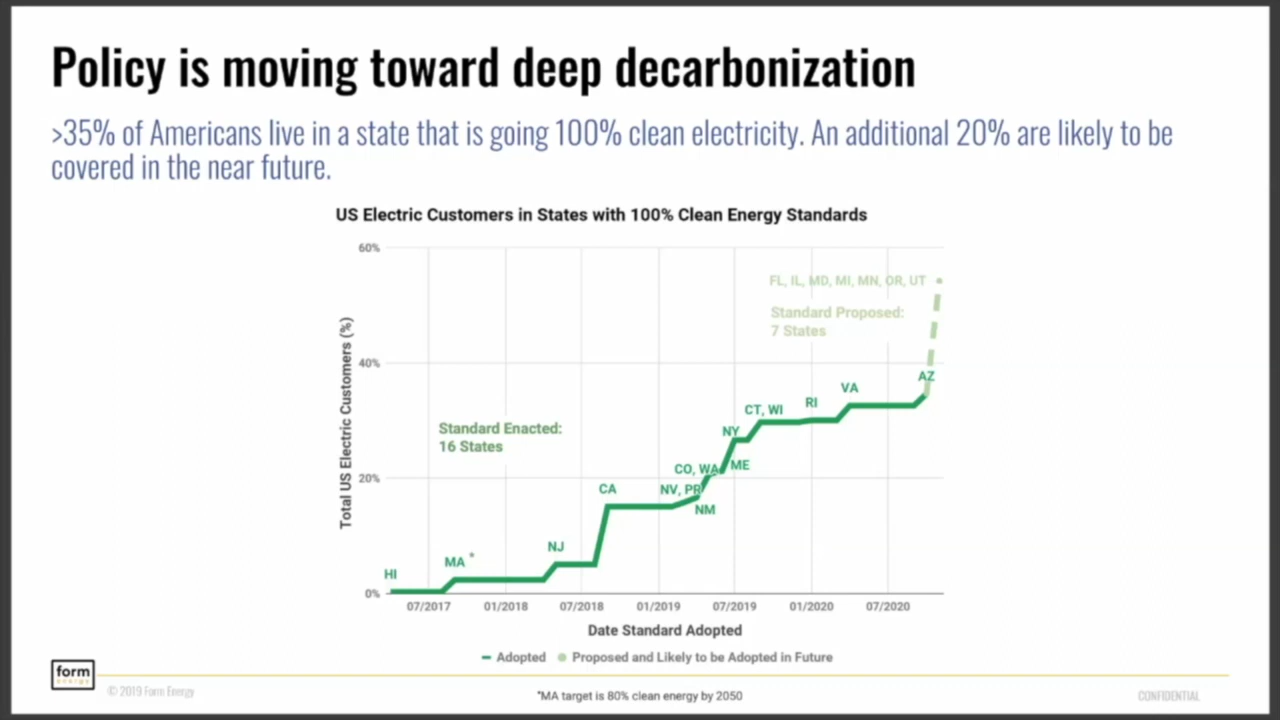 Policy is moving toward deep decarbonization
>35% of Americans live in a state that is going 100% clean electricity. An additional 20% are likely to be
covered in the near future.
US Electric Customers in States with 100% Clean Energy Standards
Total US Electric Customers (%)
60%
40%
20%
0%
FL, IL, MD, MI, MN, OR, UT
Standard Proposed:
7 States
Standard Enacted:
16 States
HI
MA *
NJ
CA
NV, PR
NM
CO, WA
ME
NY
CT, WI
RI
VA
AZ
07/2017 01/2018 07/2018 01/2019 07/2019 01/2020 07/2020
Date Standard Adopted
Adopted Proposed and Likely to be Adopted in Future
form
energy
© 2019 Form Energy
*MA target is 80% clean energy by 2050
CONFIDENTIAL